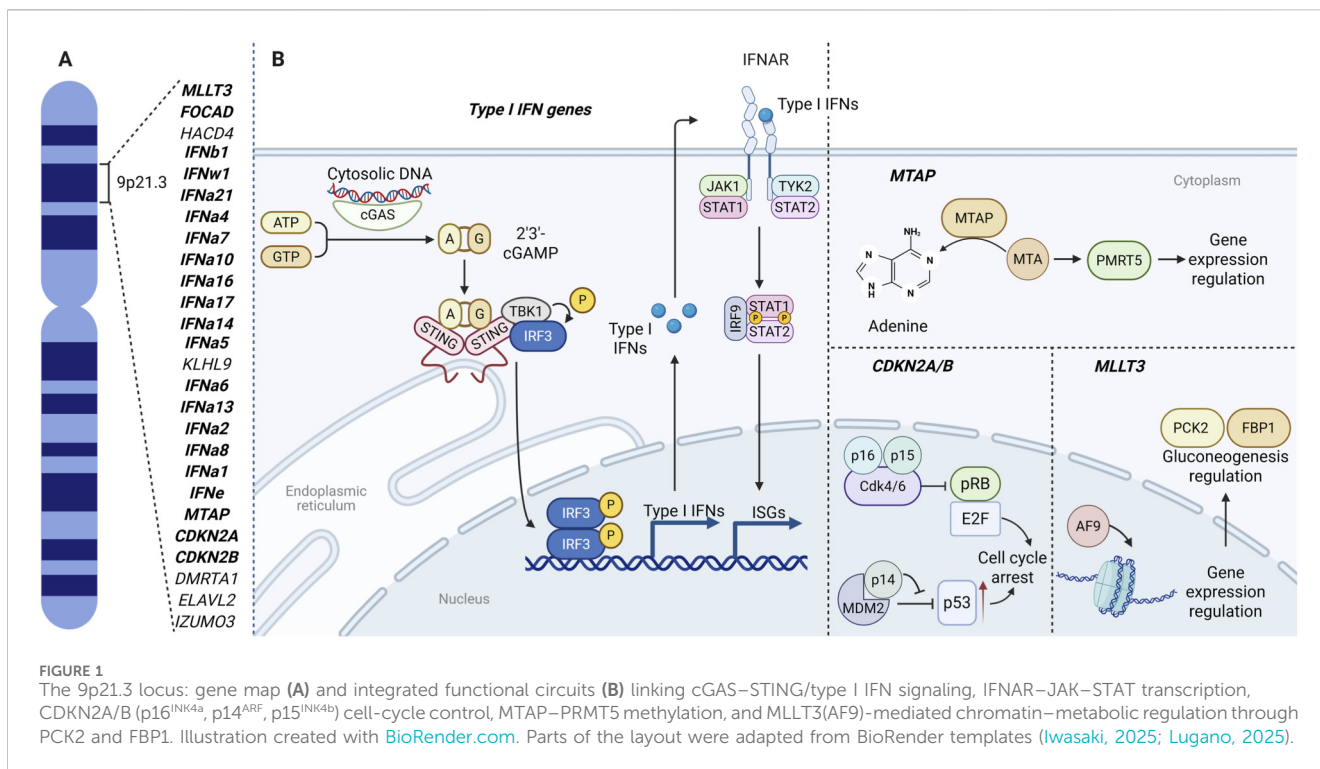 A
9p21.3
MLLT3
FOCAD
HACD4
IFNb1
IFNw1
IFNa21
IFNa4
IFNa7
IFNa10
IFNa16
IFNa17
IFNa14
IFNa5
KLHL9
IFNa6
IFNa13
IFNa2
IFNa8
IFNa1
IFNe
MTAP
CDKN2A
CDKN2B
DMRTA1
ELAVL2
IZUMO3
B
Type I IFN genes
IFNAR
Type I IFNs
Cytosolic DNA
cGAS
ATP
GTP
A G
2'3'-
cGAMP
A G
STING STING
TBK1
IRF3
P
Type I
IFNs
JAK1
STAT1
TYK2
STAT2
IRF9
STAT1
P P
STAT2
Endoplasmic
reticulum
Nucleus
IRF3 P
IRF3 P
Type I IFNs
ISGs
MTAP
Cytoplasm
NH₂
N
N
N
N
H
Adenine
MTAP
MTA
PMRT5
Gene
expression
regulation
CDKN2A/B
p16 p15
Cdk4/6
pRB
E2F
p14
MDM2
p53
Cell cycle
arrest
MLLT3
PCK2
FBP1
Gluconeogenesis
regulation
AF9
Gene
expression
regulation
FIGURE 1
The 9p21.3 locus: gene map (A) and integrated functional circuits (B) linking cGAS–STING/type I IFN signaling, IFNAR–JAK–STAT transcription,
CDKN2A/B (p16^INK4a, p14^ARF, p15^INK4b) cell-cycle control, MTAP–PRMT5 methylation, and MLLT3(AF9)-mediated chromatin–metabolic regulation through
PCK2 and FBP1. Illustration created with BioRender.com. Parts of the layout were adapted from BioRender templates (Iwasaki, 2025; Lugano, 2025).